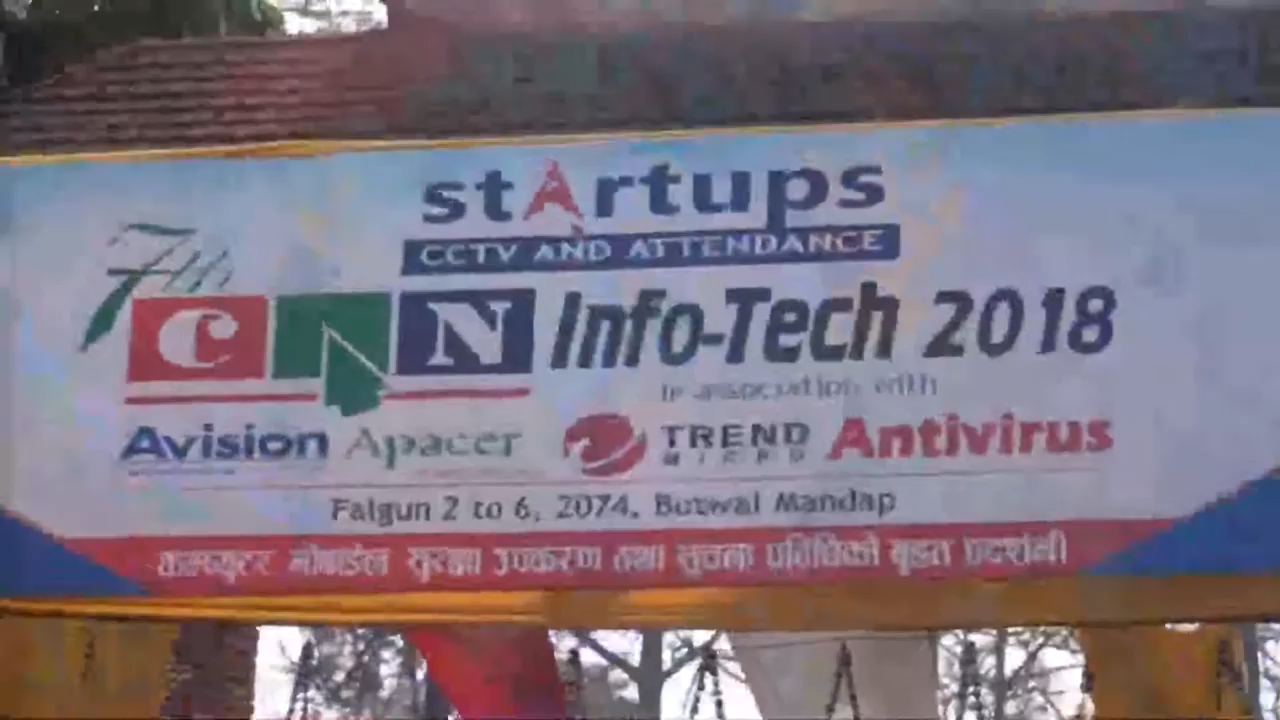 stArtups
CCTV AND ATTENDANCE
7th
CAN Info-Tech 2018
in association with
Avision Apacer TREND MICRO Antivirus
Falgun 2 to 6, 2074, Butwal Mandap
कम्प्युटर मोबाईल सुरक्षा उपकरण तथा सूचना प्रविधिको बृहत प्रदर्शनी